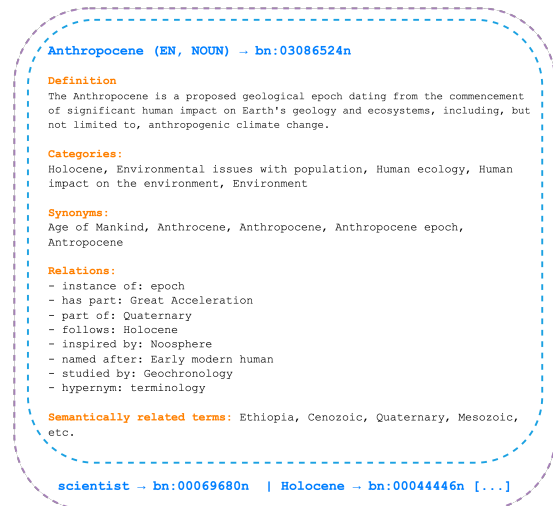 Anthropocene (EN, NOUN) → bn:03086524n
Definition
The Anthropocene is a proposed geological epoch dating from the commencement
of significant human impact on Earth's geology and ecosystems, including, but
not limited to, anthropogenic climate change.
Categories:
Holocene, Environmental issues with population, Human ecology, Human
impact on the environment, Environment
Synonyms:
Age of Mankind, Anthrocene, Anthropocene, Anthropocene epoch,
Antropocene
Relations:
- instance of: epoch
- has part: Great Acceleration
- part of: Quaternary
- follows: Holocene
- inspired by: Noosphere
- named after: Early modern human
- studied by: Geochronology
- hypernym: terminology
Semantically related terms: Ethiopia, Cenozoic, Quaternary, Mesozoic,
etc.
scientist → bn:00069680n | Holocene → bn:00044446n [...]